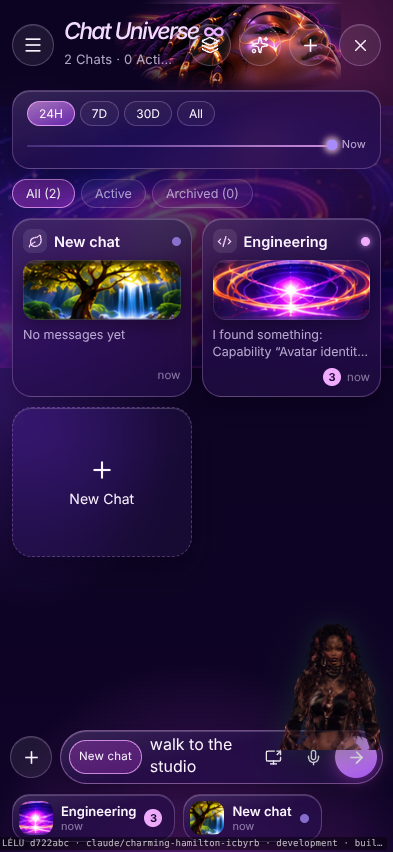 Chat Universe ∞
2 Chats · 0 Acti...
24H 7D 30D All
Now
All (2) Active Archived (0)
New chat
No messages yet
now
Engineering
I found something:
Capability “Avatar identit...
3 now
New Chat
New chat
walk to the
studio
Engineering
now
3
New chat
now
LÉLU d722abc · claude/charming-hamilton-icbyrb · development · buil…